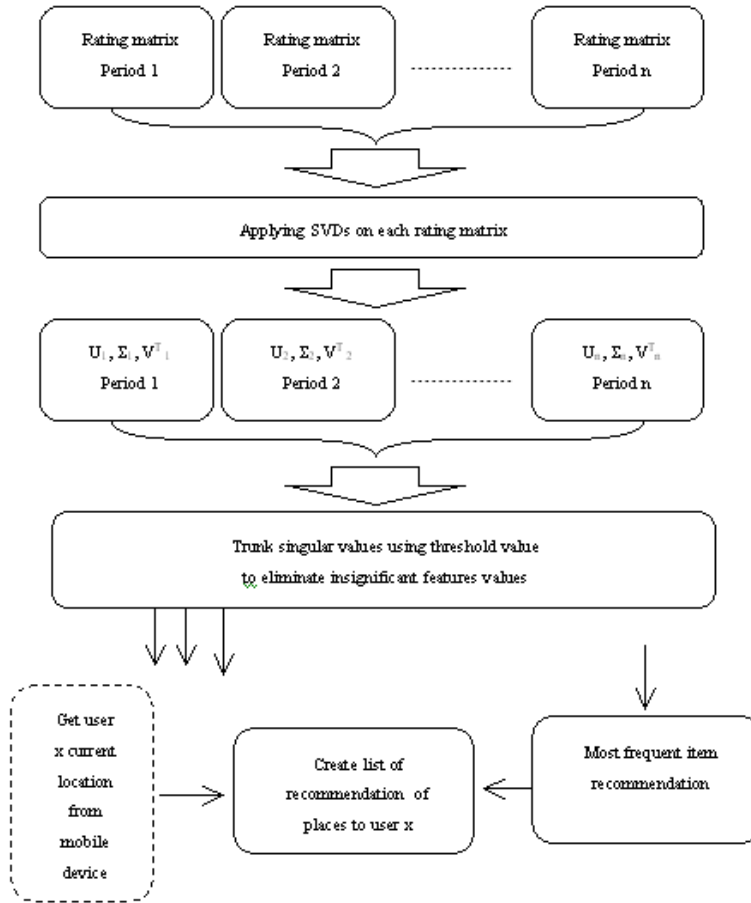 Rating matrix
Period 1
Rating matrix
Period 2
Rating matrix
Period n
Applying SVDs on each rating matrix
U₁, Σ₁, Vᵀ₁
Period 1
U₂, Σ₂, Vᵀ₂
Period 2
Uₙ, Σₙ, Vᵀₙ
Period n
Trunk singular values using threshold value
to eliminate insignificant features values
Get user
x current
location
from
mobile
device
Create list of
recommendation of
places to user x
Most frequent item
recommendation